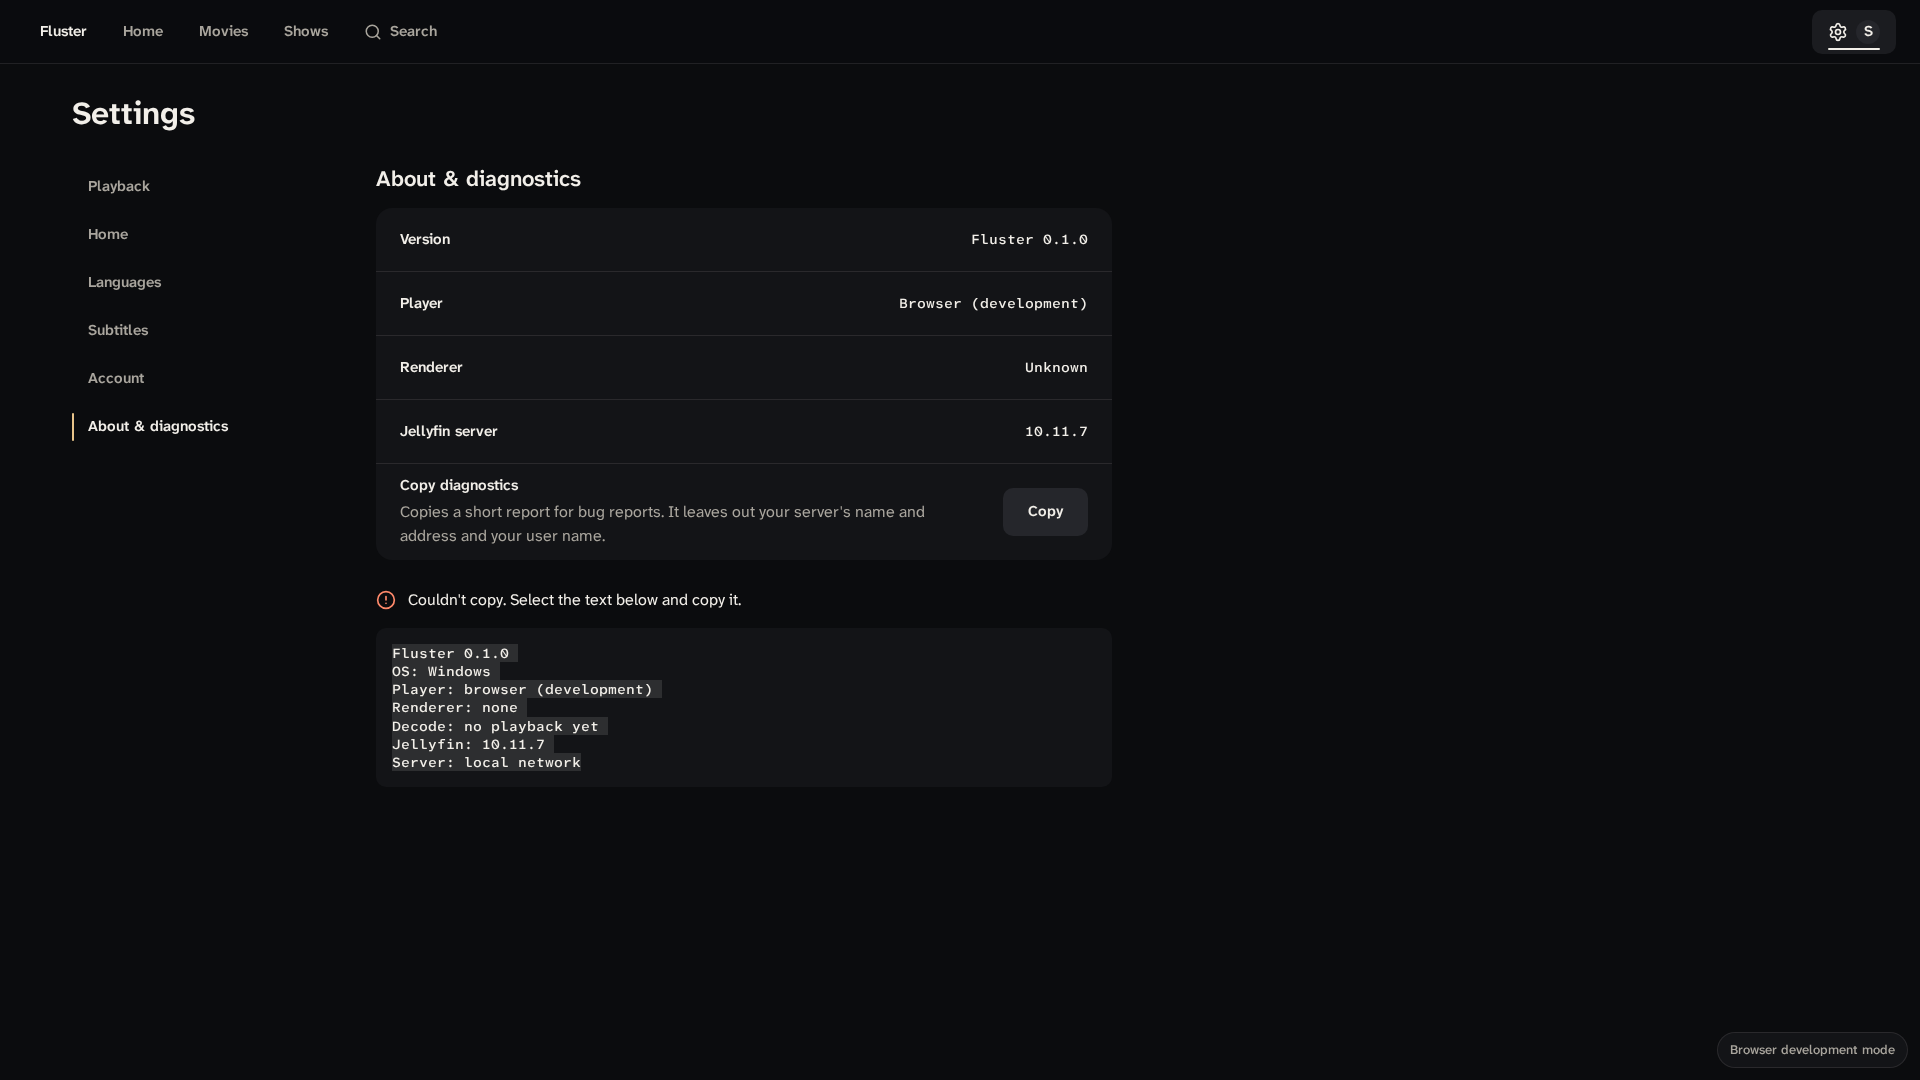 Fluster
Home
Movies
Shows
Search
S
Settings
Playback
Home
Languages
Subtitles
Account
About & diagnostics
About & diagnostics
Version
Fluster 0.1.0
Player
Browser (development)
Renderer
Unknown
Jellyfin server
10.11.7
Copy diagnostics
Copies a short report for bug reports. It leaves out your server's name and
address and your user name.
Copy
Couldn't copy. Select the text below and copy it.
Fluster 0.1.0
OS: Windows
Player: browser (development)
Renderer: none
Decode: no playback yet
Jellyfin: 10.11.7
Server: local network
Browser development mode